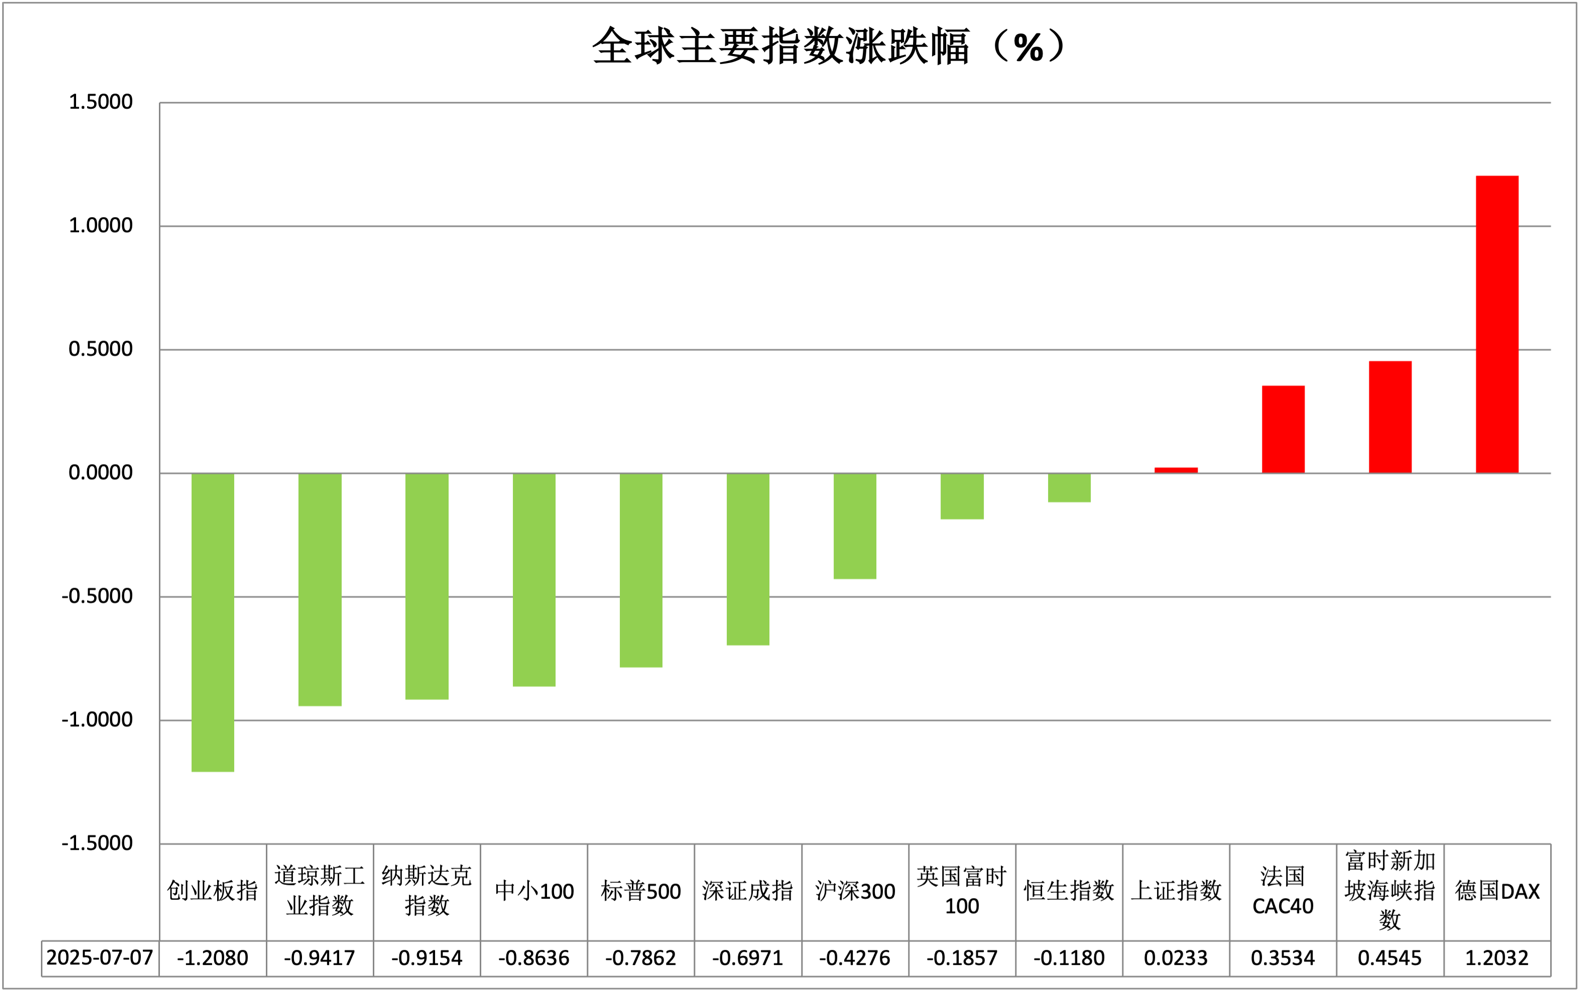 全球主要指数涨跌幅（%）
1.5000
1.0000
0.5000
0.0000
-0.5000
-1.0000
-1.5000
创业板指
道琼斯工
业指数
纳斯达克
指数
中小100
标普500
深证成指
沪深300
英国富时
100
恒生指数
上证指数
法国
CAC40
富时新加
坡海峡指
数
德国DAX
2025-07-07 -1.2080 -0.9417 -0.9154 -0.8636 -0.7862 -0.6971 -0.4276 -0.1857 -0.1180 0.0233 0.3534 0.4545 1.2032